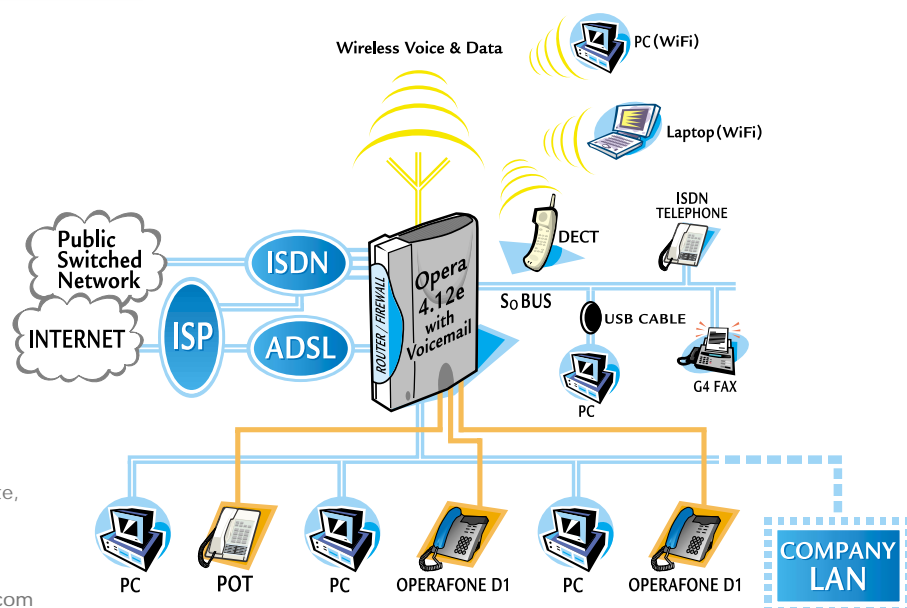 Wireless Voice & Data
PC (WiFi)
Laptop (WiFi)
ISDN
TELEPHONE
DECT
Public
Switched
Network
ISDN
INTERNET
ISP
ADSL
ROUTER / FIREWALL
Opera
4.12e
with
Voicemail
S₀ BUS
USB CABLE
PC
G4 FAX
te,
PC
POT
PC
OPERAFONE D1
PC
OPERAFONE D1
COMPANY
LAN
com